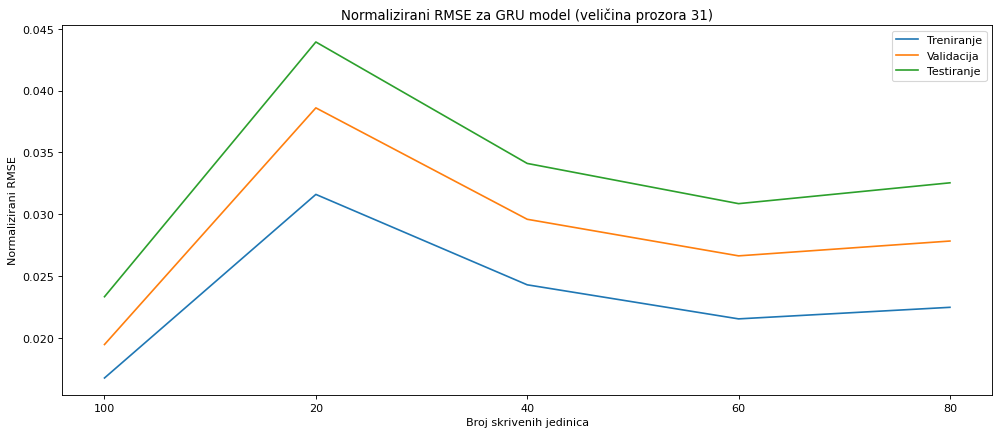 Normalizirani RMSE za GRU model (veličina prozora 31)
Treniranje
Validacija
Testiranje
Normalizirani RMSE
0.045
0.040
0.035
0.030
0.025
0.020
100
20
40
60
80
Broj skrivenih jedinica